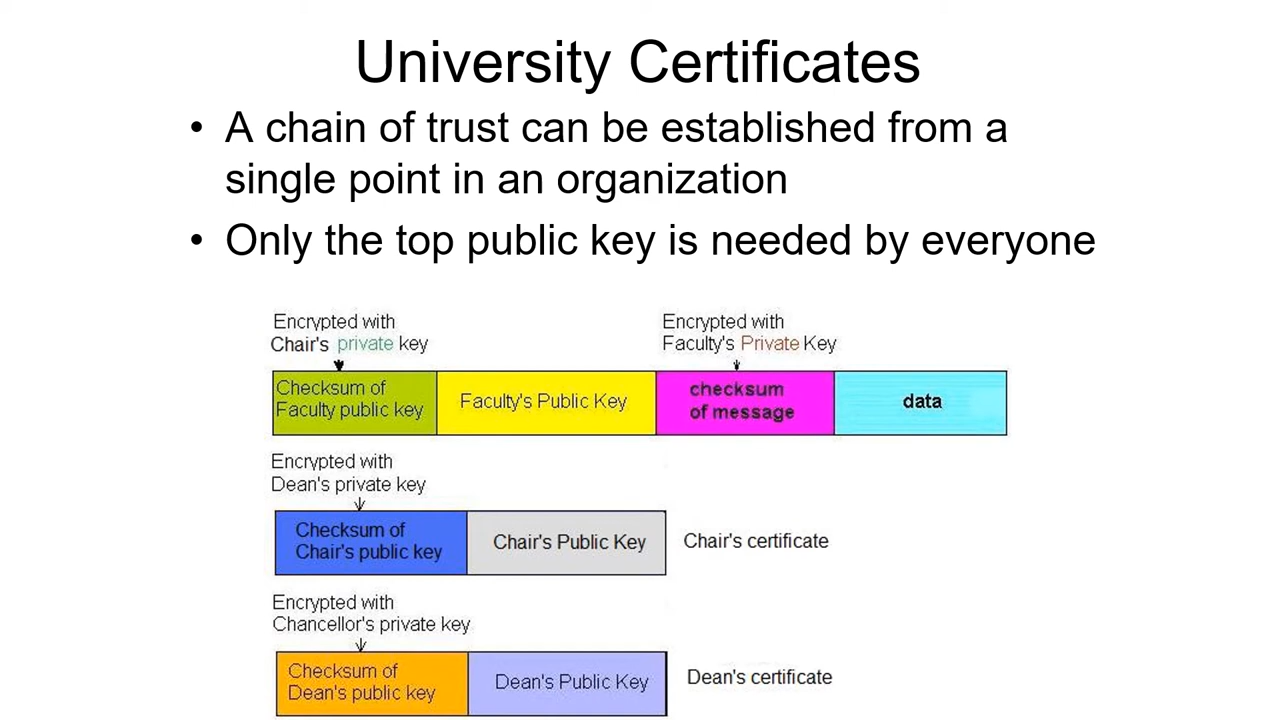 University Certificates
• A chain of trust can be established from a
single point in an organization
• Only the top public key is needed by everyone
Encrypted with
Chair's private key
Encrypted with
Faculty's Private Key
Checksum of
Faculty public key
Faculty's Public Key
checksum
of message
data
Encrypted with
Dean's private key
Checksum of
Chair's public key
Chair's Public Key
Chair's certificate
Encrypted with
Chancellor's private key
Checksum of
Dean's public key
Dean's Public Key
Dean's certificate